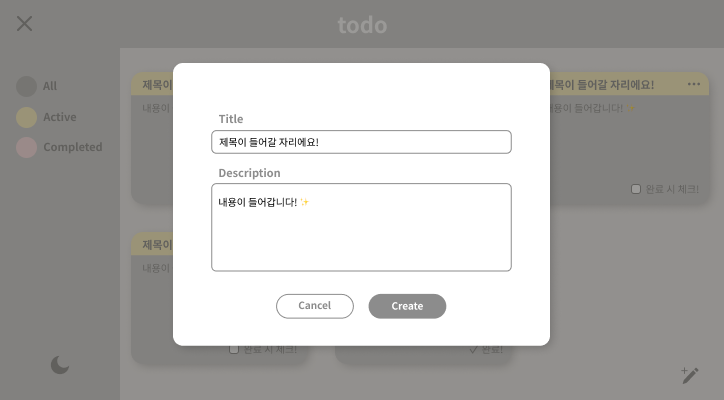 todo
All
Active
Completed
제목이
내용이 들
제목이 들어갈 자리에요!
내용이 들어갑니다! ✨
완료 시 체크!
Title
제목이 들어갈 자리에요!
Description
내용이 들어갑니다! ✨
Cancel
Create
제목이
내용이 들
완료 시 체크!
완료!